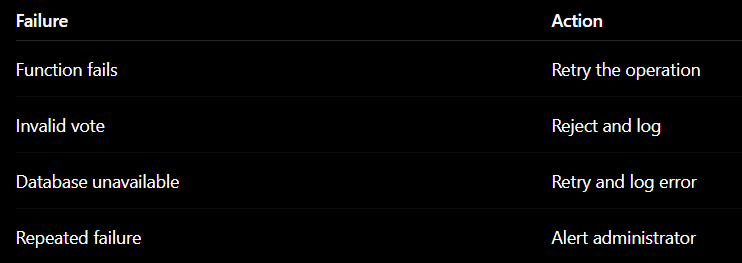 Failure Action
Function fails Retry the operation
Invalid vote Reject and log
Database unavailable Retry and log error
Repeated failure Alert administrator